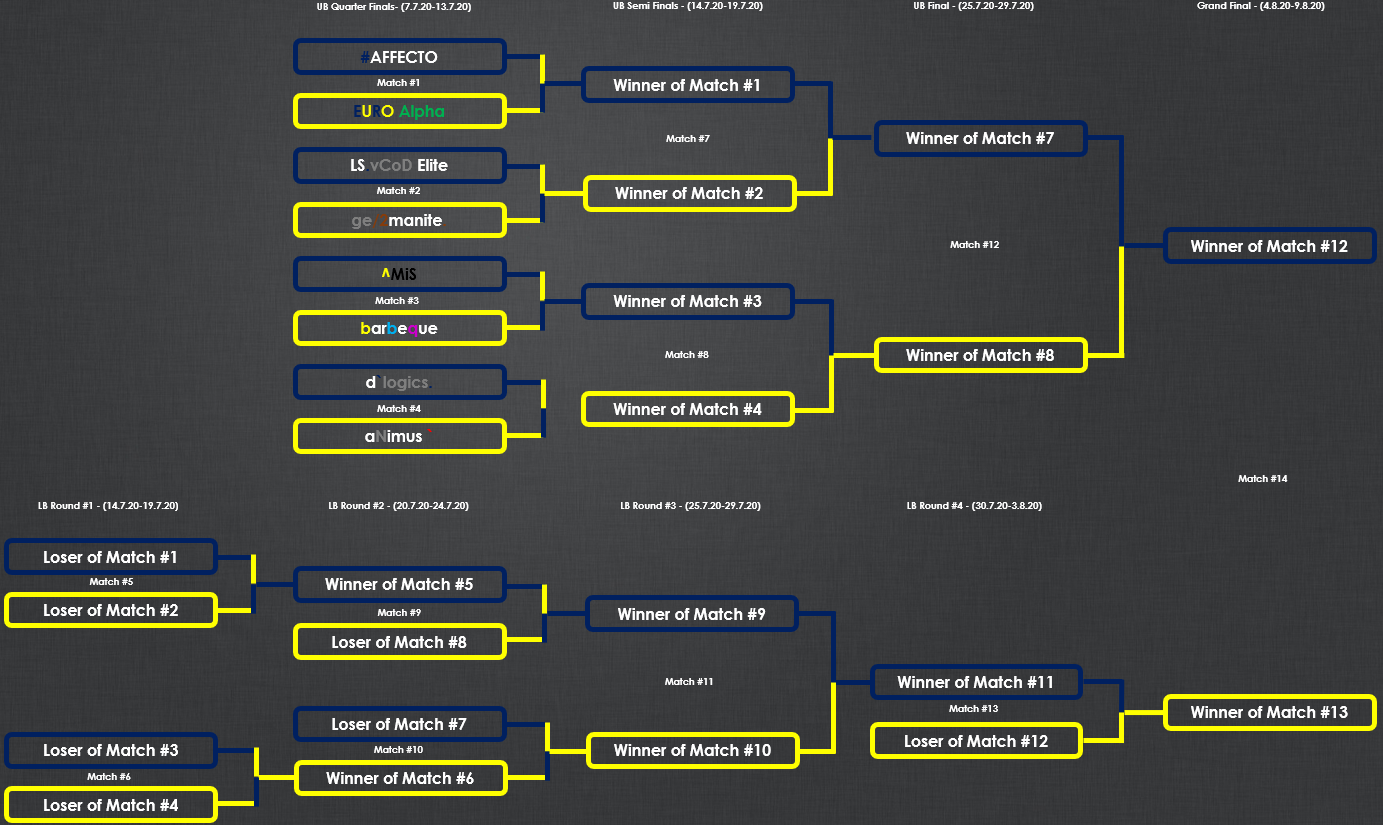 UB Quarter Finals- (7.7.20-13.7.20)
UB Semi Finals - (14.7.20-19.7.20)
UB Final - (25.7.20-29.7.20)
Grand Final - (4.8.20-9.8.20)
#AFFECTO
Match #1
EURO Alpha
Winner of Match #1
Match #7
Winner of Match #2
LS.vCoD Elite
Match #2
manite
Winner of Match #7
Match #12
Winner of Match #8
Winner of Match #12
ΛMiS
Match #3
barbeque
Winner of Match #3
Match #8
Winner of Match #4
d`logics.
Match #4
aNimus
Match #14
LB Round #1 - (14.7.20-19.7.20)
LB Round #2 - (20.7.20-24.7.20)
LB Round #3 - (25.7.20-29.7.20)
LB Round #4 - (30.7.20-3.8.20)
Loser of Match #1
Match #5
Loser of Match #2
Winner of Match #5
Match #9
Loser of Match #8
Winner of Match #9
Match #11
Winner of Match #10
Winner of Match #11
Match #13
Loser of Match #12
Winner of Match #13
Loser of Match #7
Match #10
Winner of Match #6
Loser of Match #3
Match #6
Loser of Match #4